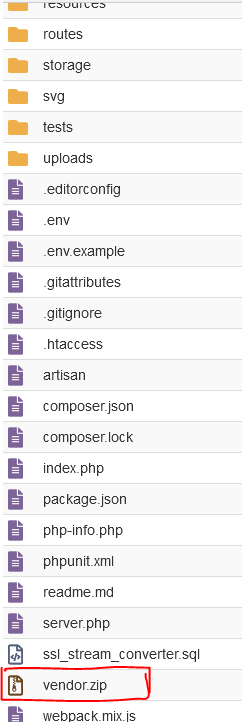 resources
routes
storage
svg
tests
uploads
.editorconfig
.env
.env.example
.gitattributes
.gitignore
.htaccess
artisan
composer.json
composer.lock
index.php
package.json
php-info.php
phpunit.xml
readme.md
server.php
ssl_stream_converter.sql
vendor.zip
webpack.mix.js